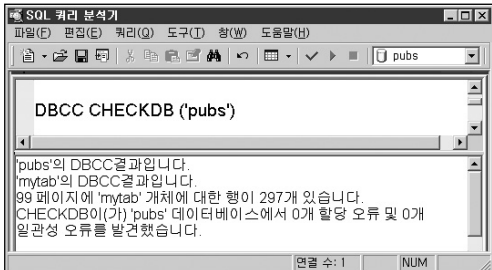 SQL 쿼리 분석기
파일(F) 편집(E) 쿼리(Q) 도구(T) 창(W) 도움말(H)
pubs
DBCC CHECKDB ('pubs')
'pubs'의 DBCC결과입니다.
'mytab'의 DBCC결과입니다.
99 페이지에 'mytab' 개체에 대한 행이 297개 있습니다.
CHECKDB이(가) 'pubs' 데이터베이스에서 0개 할당 오류 및 0개
일관성 오류를 발견했습니다.
연결 수: 1 NUM